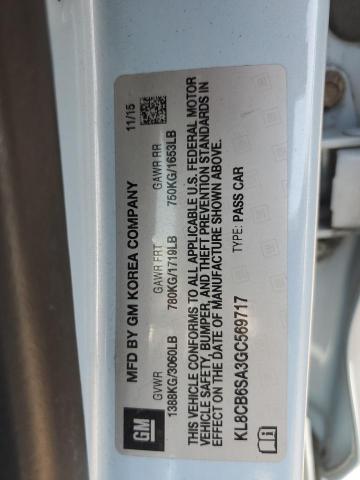 GM
MFD BY GM KOREA COMPANY
11/15
GVWR GAWR FRT GAWR RR
1388KG/3060LB 780KG/1719LB 750KG/1653LB
THIS VEHICLE CONFORMS TO ALL APPLICABLE U.S. FEDERAL MOTOR
VEHICLE SAFETY, BUMPER, AND THEFT PREVENTION STANDARDS IN
EFFECT ON THE DATE OF MANUFACTURE SHOWN ABOVE.
TYPE: PASS CAR
KL8CB6SA3GC569717